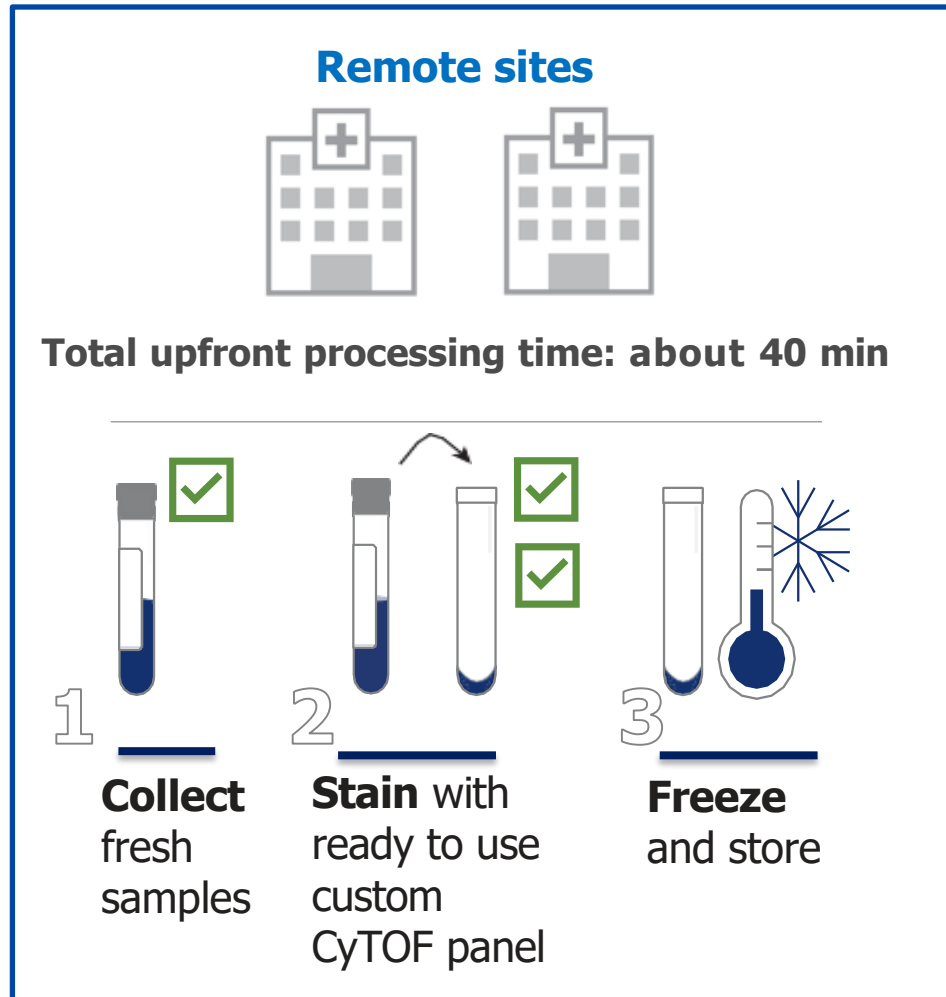 Remote sites
Total upfront processing time: about 40 min
1
Collect
fresh
samples
2
Stain with
ready to use
custom
CyTOF panel
3
Freeze
and store